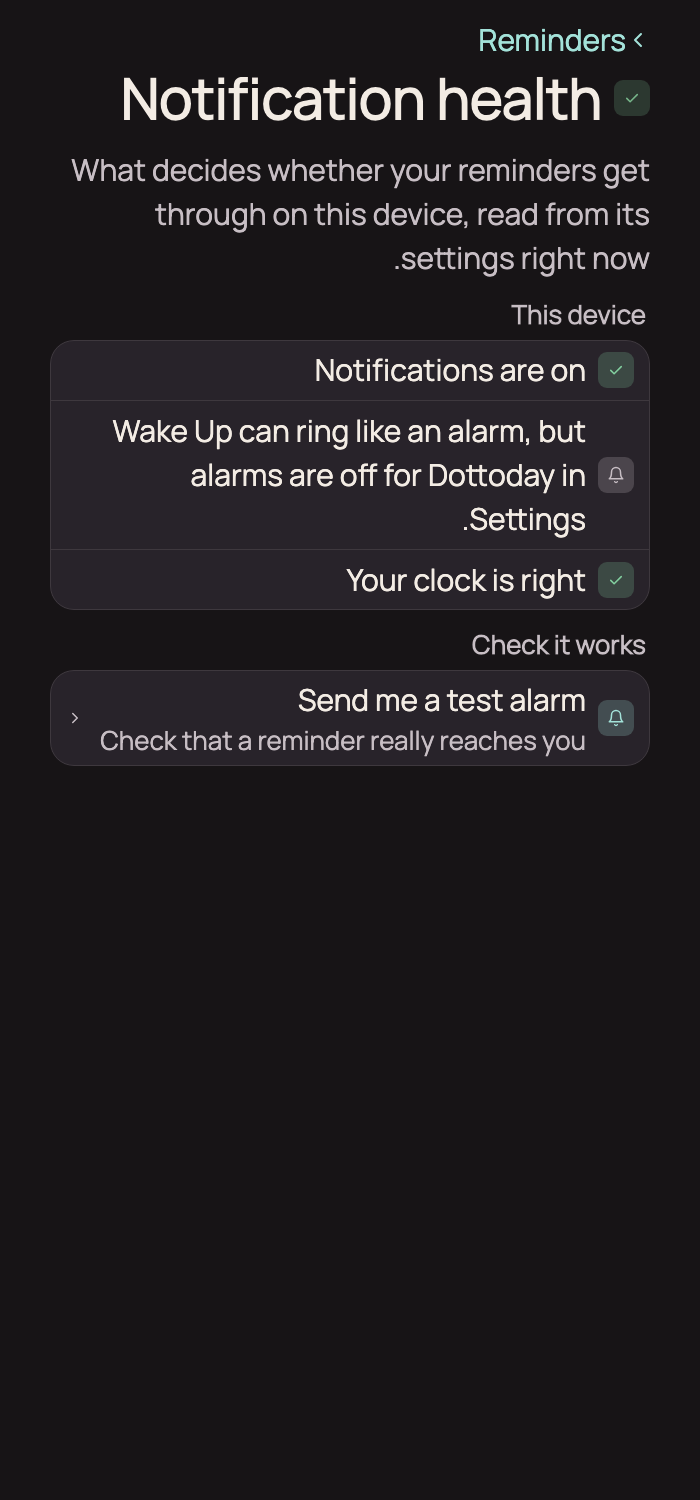 Reminders
Notification health
What decides whether your reminders get
through on this device, read from its
.settings right now
This device
Notifications are on
Wake Up can ring like an alarm, but
alarms are off for Dottoday in
.Settings
Your clock is right
Check it works
Send me a test alarm
Check that a reminder really reaches you